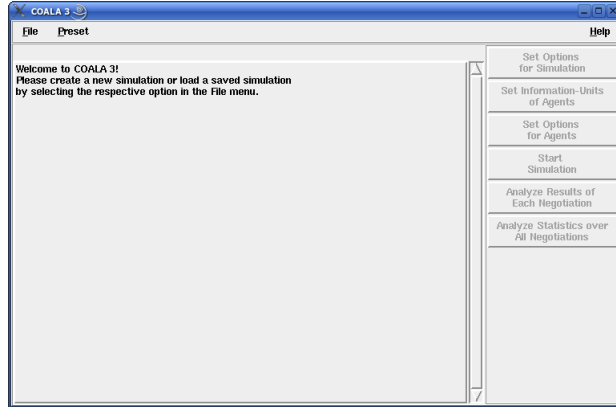 COALA 3
File Preset Help
Welcome to COALA 3!
Please create a new simulation or load a saved simulation
by selecting the respective option in the File menu.
Set Options
for Simulation
Set Information-Units
of Agents
Set Options
for Agents
Start
Simulation
Analyze Results of
Each Negotiation
Analyze Statistics over
All Negotiations